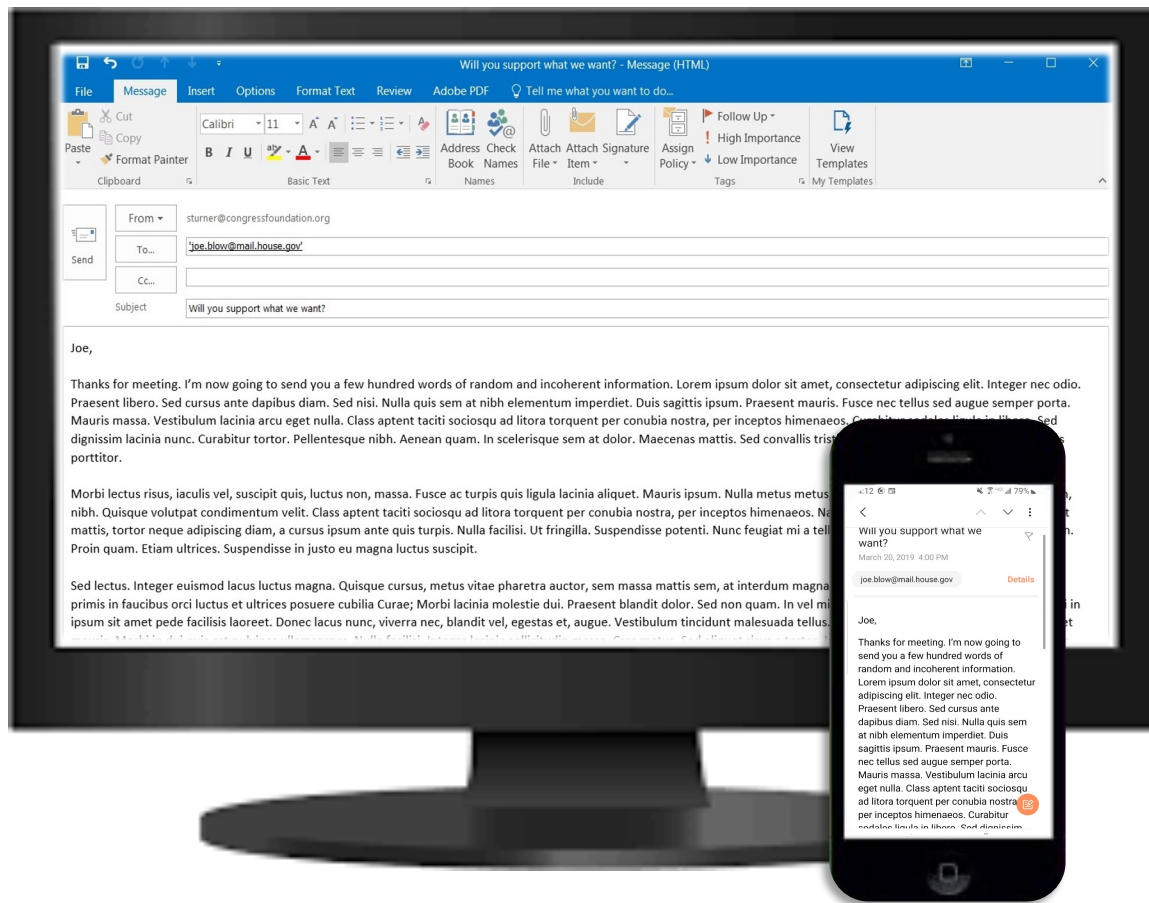 Will you support what we want? - Message (HTML)
File Message Insert Options Format Text Review Adobe PDF Tell me what you want to do...
Paste
Cut
Copy
Format Painter
Clipboard
Calibri 11
B I U
Basic Text
Address Book
Check Names
Names
Attach File
Attach Item
Signature
Include
Assign Policy
Follow Up
High Importance
Low Importance
Tags
View Templates
My Templates
Send
From sturner@congressfoundation.org
To... 'joe.blow@mail.house.gov'
Cc...
Subject Will you support what we want?
Joe,
Thanks for meeting. I'm now going to send you a few hundred words of random and incoherent information. Lorem ipsum dolor sit amet, consectetur adipiscing elit. Integer nec odio.
Praesent libero. Sed cursus ante dapibus diam. Sed nisi. Nulla quis sem at nibh elementum imperdiet. Duis sagittis ipsum. Praesent mauris. Fusce nec tellus sed augue semper porta.
Mauris massa. Vestibulum lacinia arcu eget nulla. Class aptent taciti sociosqu ad litora torquent per conubia nostra, per inceptos himenaeos. Sed
dignissim lacinia nunc. Curabitur tortor. Pellentesque nibh. Aenean quam. In scelerisque sem at dolor. Maecenas mattis. Sed convallis
porttitor.
Morbi lectus risus, iaculis vel, suscipit quis, luctus non, massa. Fusce ac turpis quis ligula lacinia aliquet. Mauris ipsum. Nulla metus metus
nibh. Quisque volutpat condimentum velit. Class aptent taciti sociosqu ad litora torquent per conubia nostra, per inceptos himenaeos.
mattis, tortor neque adipiscing diam, a cursus ipsum ante quis turpis. Nulla facilisi. Ut fringilla. Suspendisse potenti. Nunc feugiat mi a
Proin quam. Etiam ultrices. Suspendisse in justo eu magna luctus suscipit.
Sed lectus. Integer euismod lacus luctus magna. Quisque cursus, metus vitae pharetra auctor, sem massa mattis sem, at interdum magna
primis in faucibus orci luctus et ultrices posuere cubilia Curae; Morbi lacinia molestie dui. Praesent blandit dolor. Sed non quam. In vel mi in
ipsum sit amet pede facilisis laoreet. Donec lacus nunc, viverra nec, blandit vel, egestas et, augue. Vestibulum tincidunt malesuada tellus. et
79%
Will you support what we
want?
March 20, 2019 4:00 PM
joe.blow@mail.house.gov Details
Joe,
Thanks for meeting. I'm now going to
send you a few hundred words of
random and incoherent information.
Lorem ipsum dolor sit amet, consectetur
adipiscing elit. Integer nec odio.
Praesent libero. Sed cursus ante
dapibus diam. Sed nisi. Nulla quis sem
at nibh elementum imperdiet. Duis
sagittis ipsum. Praesent mauris. Fusce
nec tellus sed augue semper porta.
Mauris massa. Vestibulum lacinia arcu
eget nulla. Class aptent taciti sociosqu
ad litora torquent per conubia nostra
per inceptos himenaeos. Curabitur
sodales ligula in libero. Sed dignissim